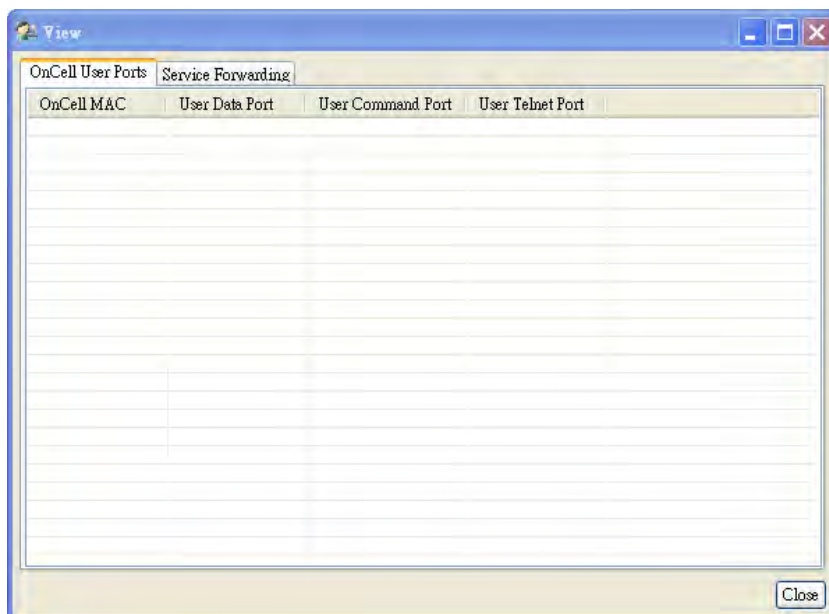 View
OnCell User Ports Service Forwarding
OnCell MAC User Data Port User Command Port User Telnet Port
Close